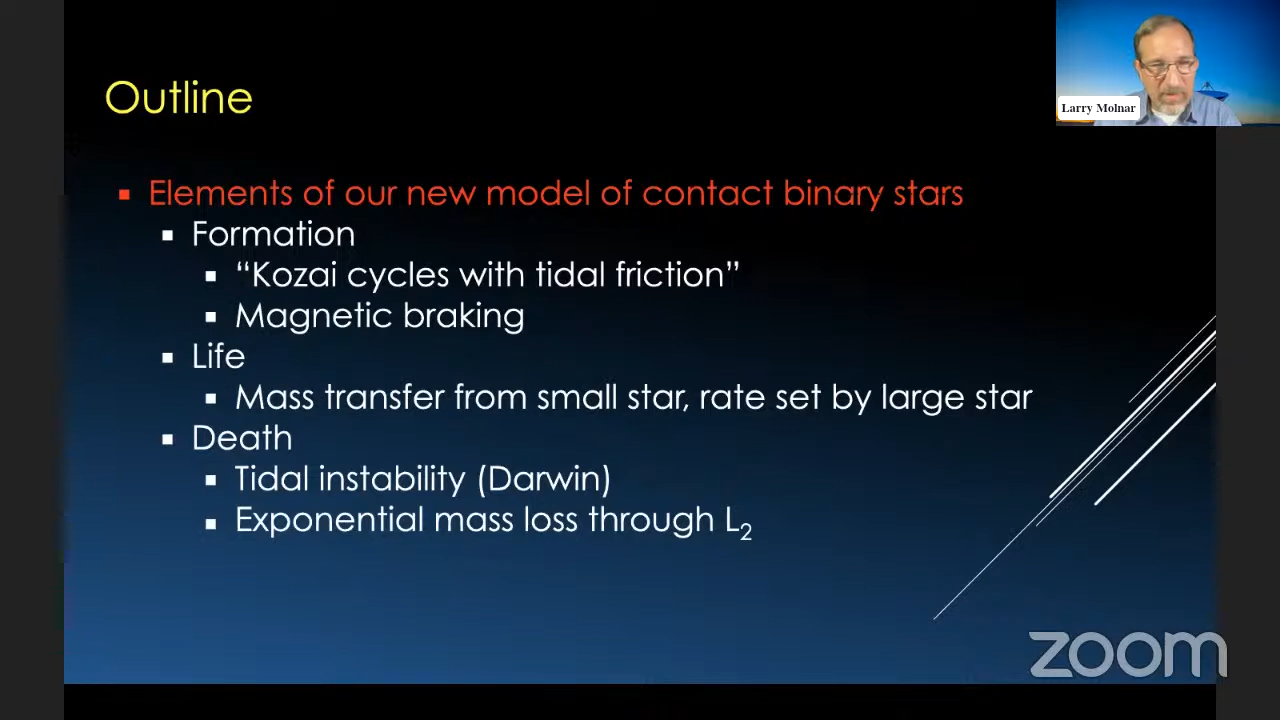 Outline
Larry Molnar
Elements of our new model of contact binary stars
Formation
“Kozai cycles with tidal friction”
Magnetic braking
Life
Mass transfer from small star, rate set by large star
Death
Tidal instability (Darwin)
Exponential mass loss through L₂
zoom